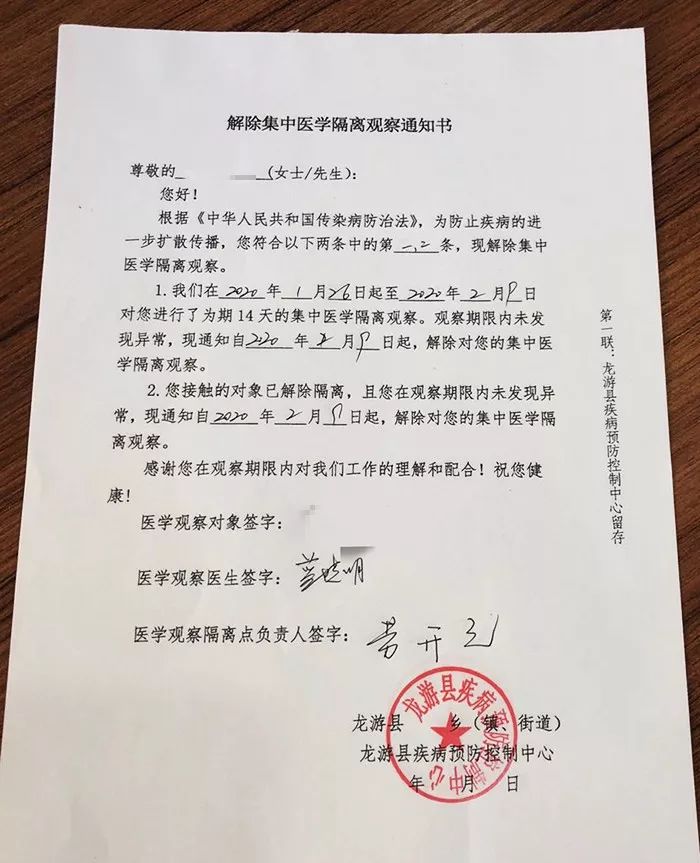 解除集中医学隔离观察通知书
尊敬的 (女士/先生):
您好!
根据《中华人民共和国传染病防治法》,为防止疾病的进
一步扩散传播,您符合以下两条中的第 条,现解除集中
医学隔离观察。
1.我们在2020年1月26日起至2020年2月9日
对您进行了为期14天的集中医学隔离观察。观察期限内未发
现异常,现通知自2020年2月9日起,解除对您的集中医
学隔离观察。
2.您接触的对象已解除隔离,且您在观察期限内未发现异
常,现通知自2020年2月9日起,解除对您的集中医学隔
离观察。
感谢您在观察期限内对我们工作的理解和配合!祝您健
康!
医学观察对象签字:
医学观察医生签字:
医学观察隔离点负责人签字:
龙游县 乡(镇、街道)
龙游县疾病预防控制中心
年 月 日
龙游县疾病预防控制中心
第一联:龙游县疾病预防控制中心留存